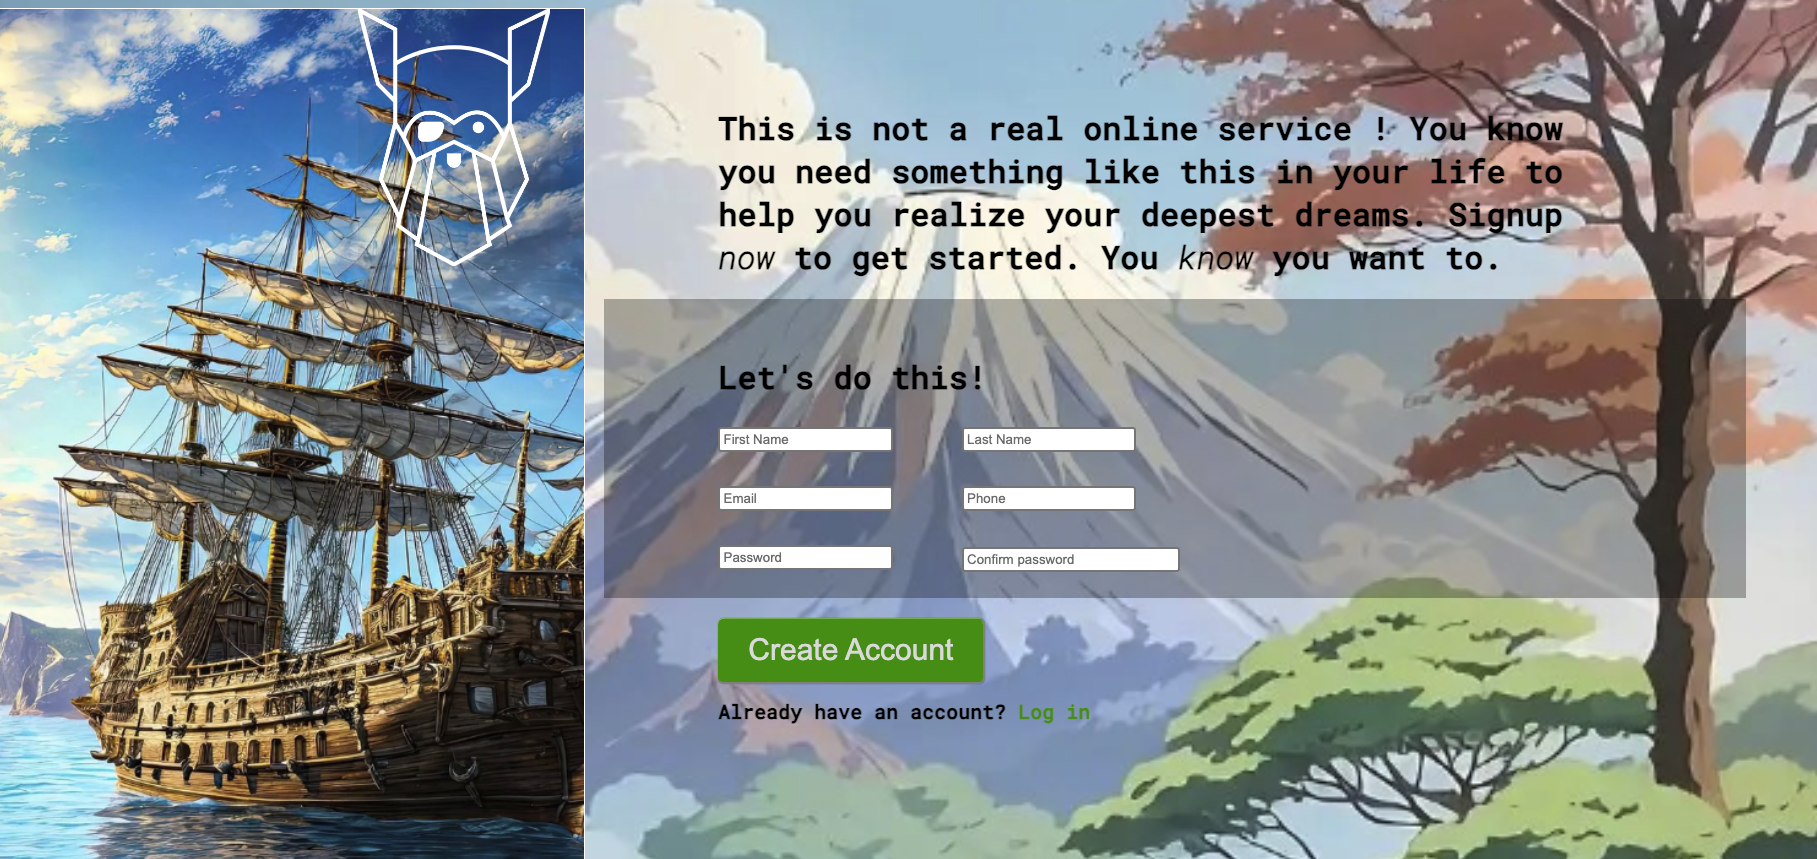 This is not a real online service ! You know
you need something like this in your life to
help you realize your deepest dreams. Signup
now to get started. You know you want to.
Let's do this!
First Name
Last Name
Email
Phone
Password
Confirm password
Create Account
Already have an account? Log in